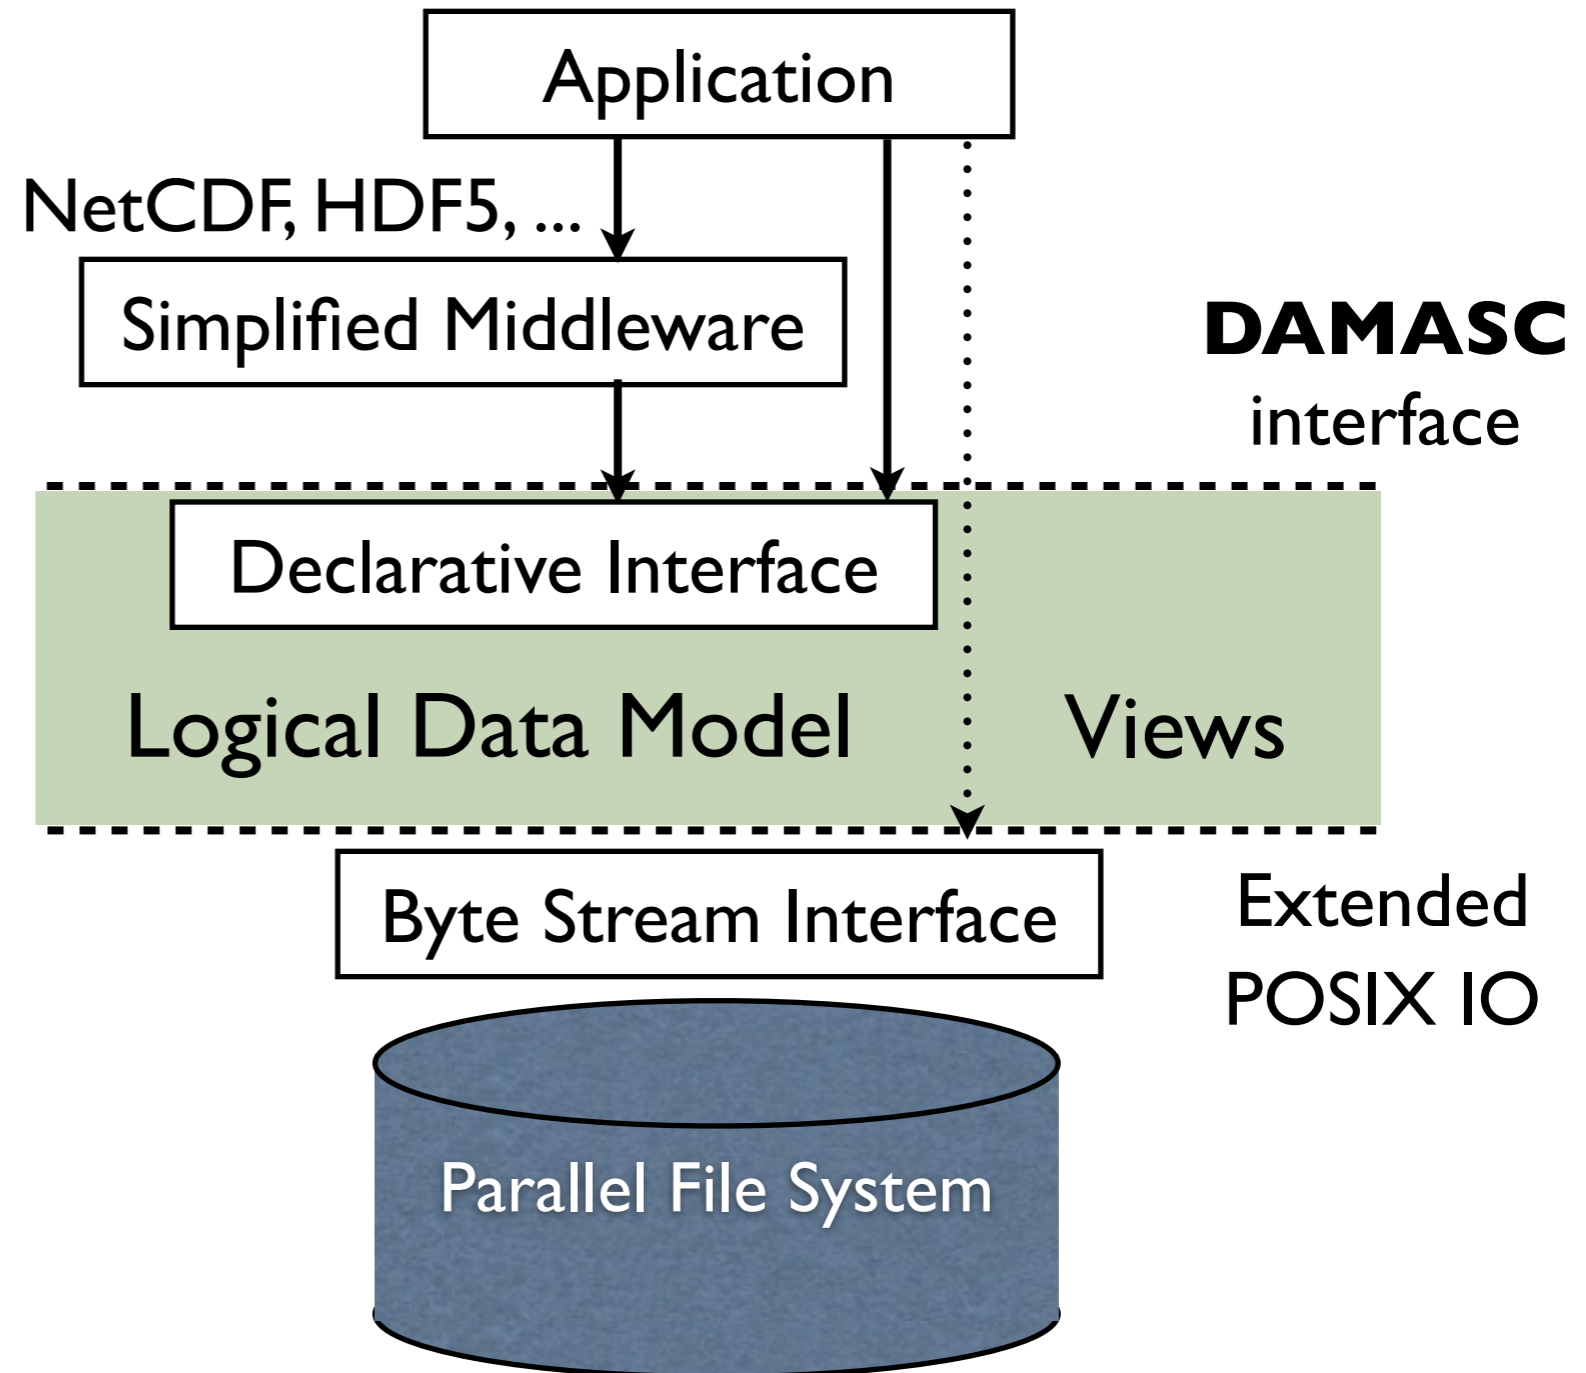 Application
NetCDF, HDF5, ...
Simplified Middleware
DAMASC
interface
Declarative Interface
Logical Data Model
Views
Byte Stream Interface
Extended
POSIX IO
Parallel File System